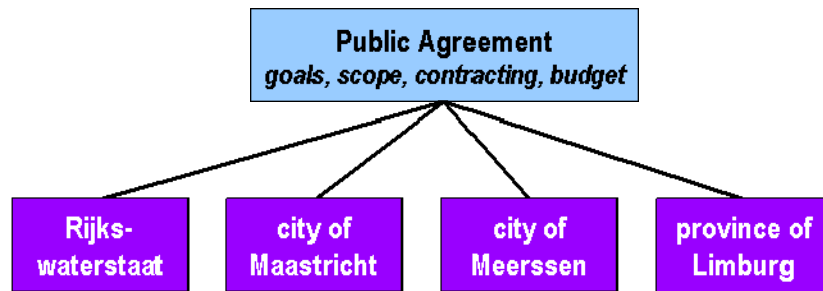 Public Agreement
goals, scope, contracting, budget
Rijks-
waterstaat
city of
Maastricht
city of
Meerssen
province of
Limburg